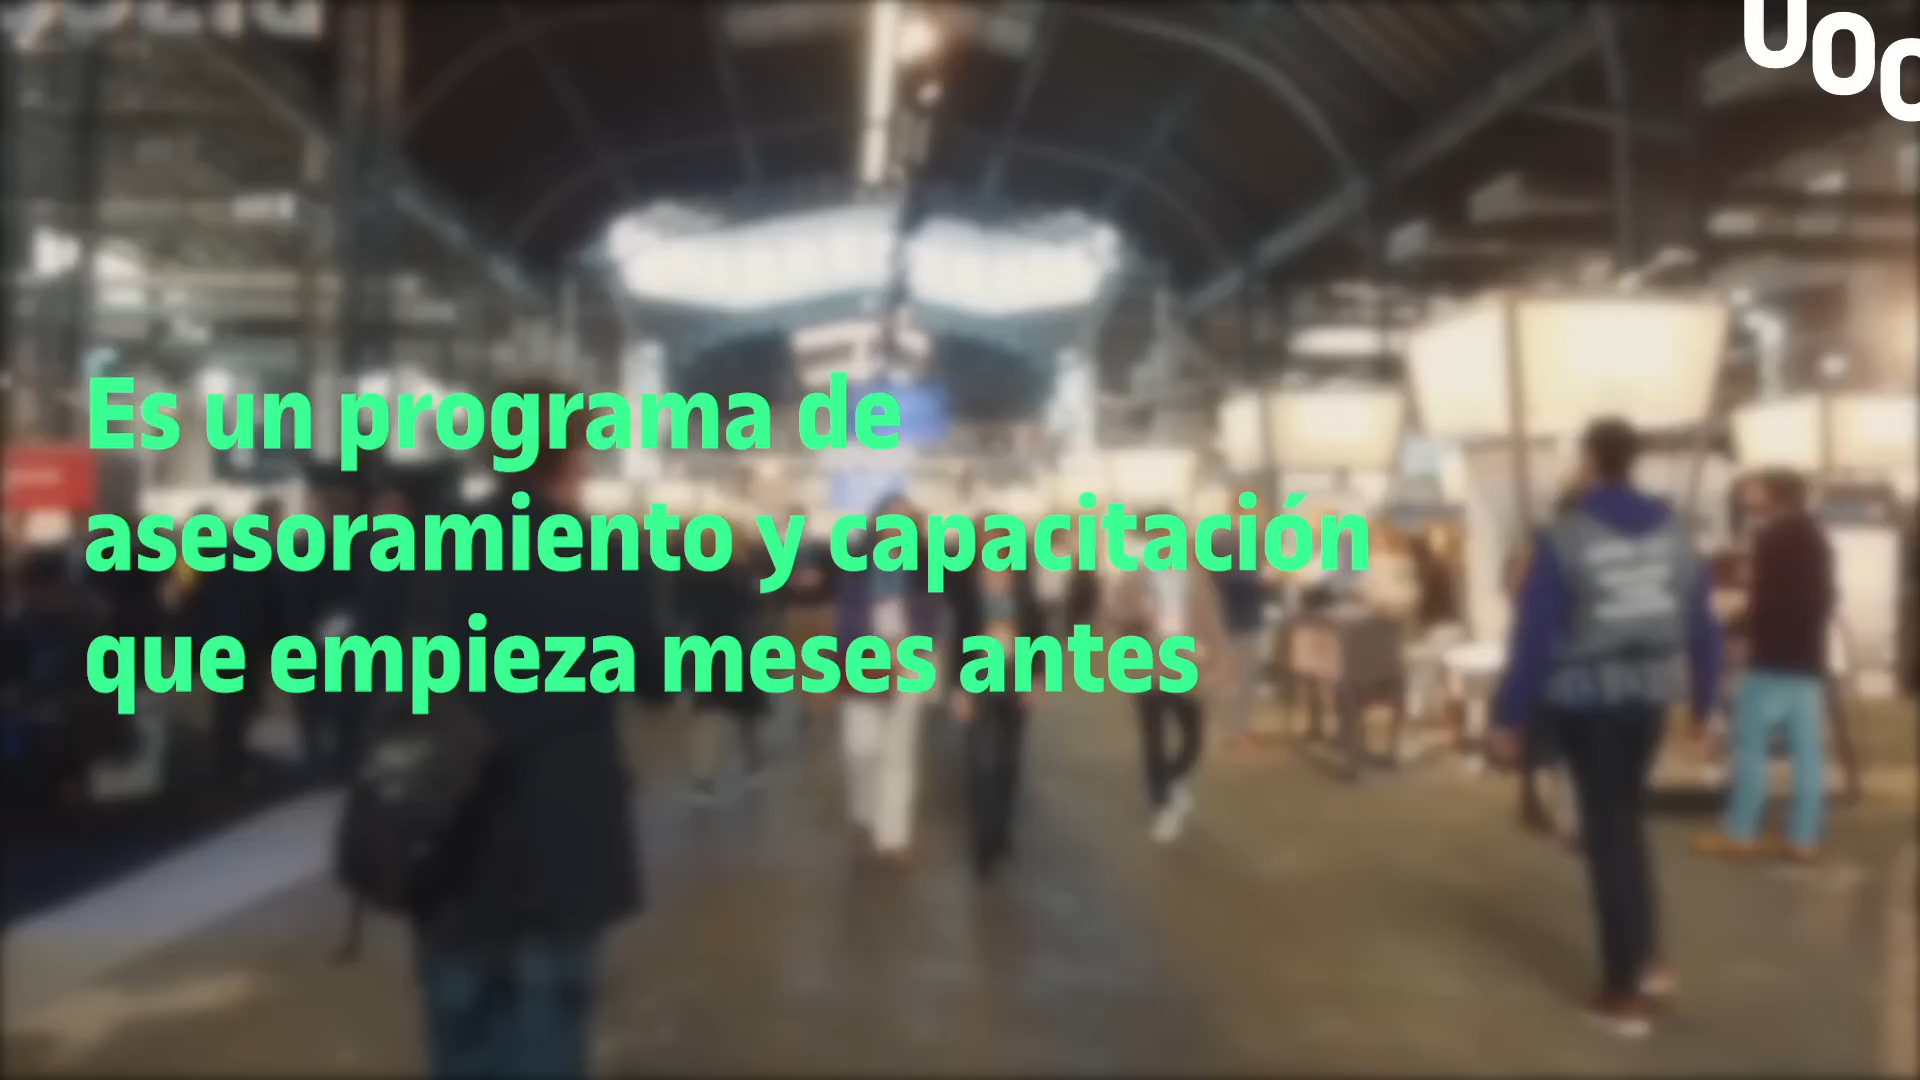 UOC
Es un programa de
asesoramiento y capacitación
que empieza meses antes